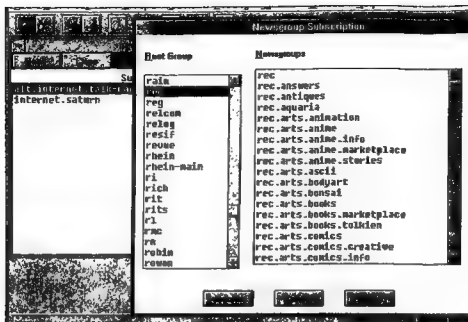 Newsgroup Subscription
Root Group
Newsgroups
rain
rec
reg
relcom
relog
resif
revue
rhein
rhein-main
ri
rich
rit
rits
rl
rmc
rn
robin
rowan
rec
rec.answers
rec.antiques
rec.aquaria
rec.arts.animation
rec.arts.anime
rec.arts.anime.info
rec.arts.anime.marketplace
rec.arts.anime.stories
rec.arts.ascii
rec.arts.bodyart
rec.arts.bonsai
rec.arts.books
rec.arts.books.marketplace
rec.arts.books.tolkien
rec.arts.comics
rec.arts.comics.creative
rec.arts.comics.info
Su
internet.saturn